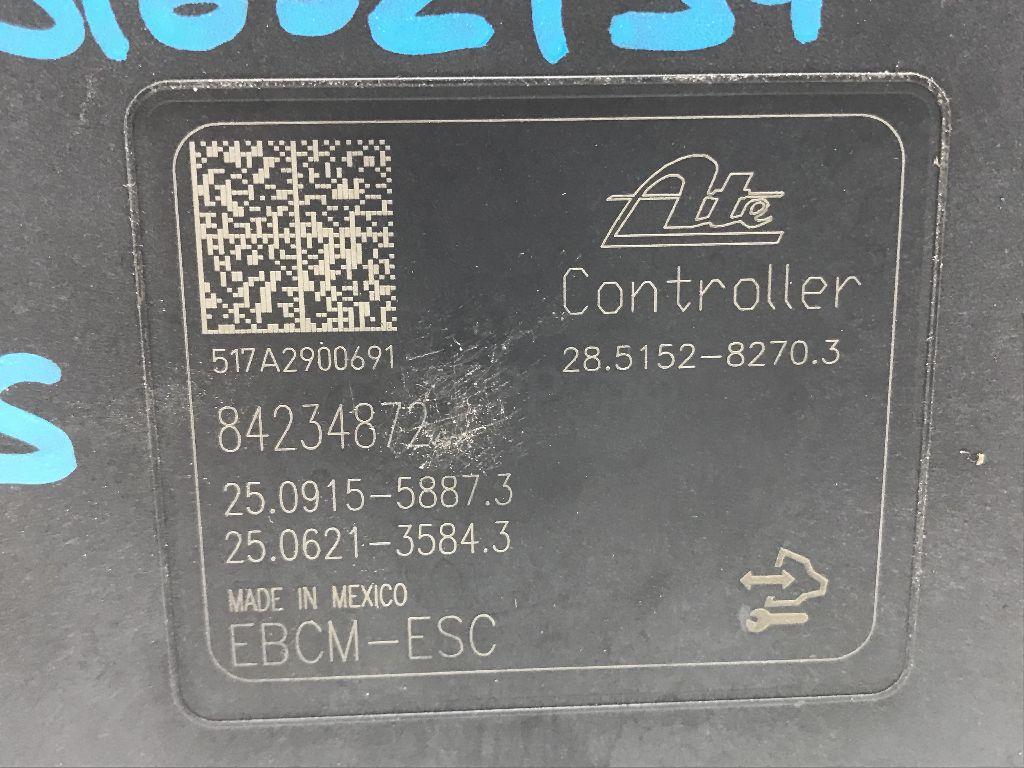 Ate
Controller
517A2900691
28.5152-8270.3
84234872
25.0915-5887.3
25.0621-3584.3
MADE IN MEXICO
EBCM-ESC
S